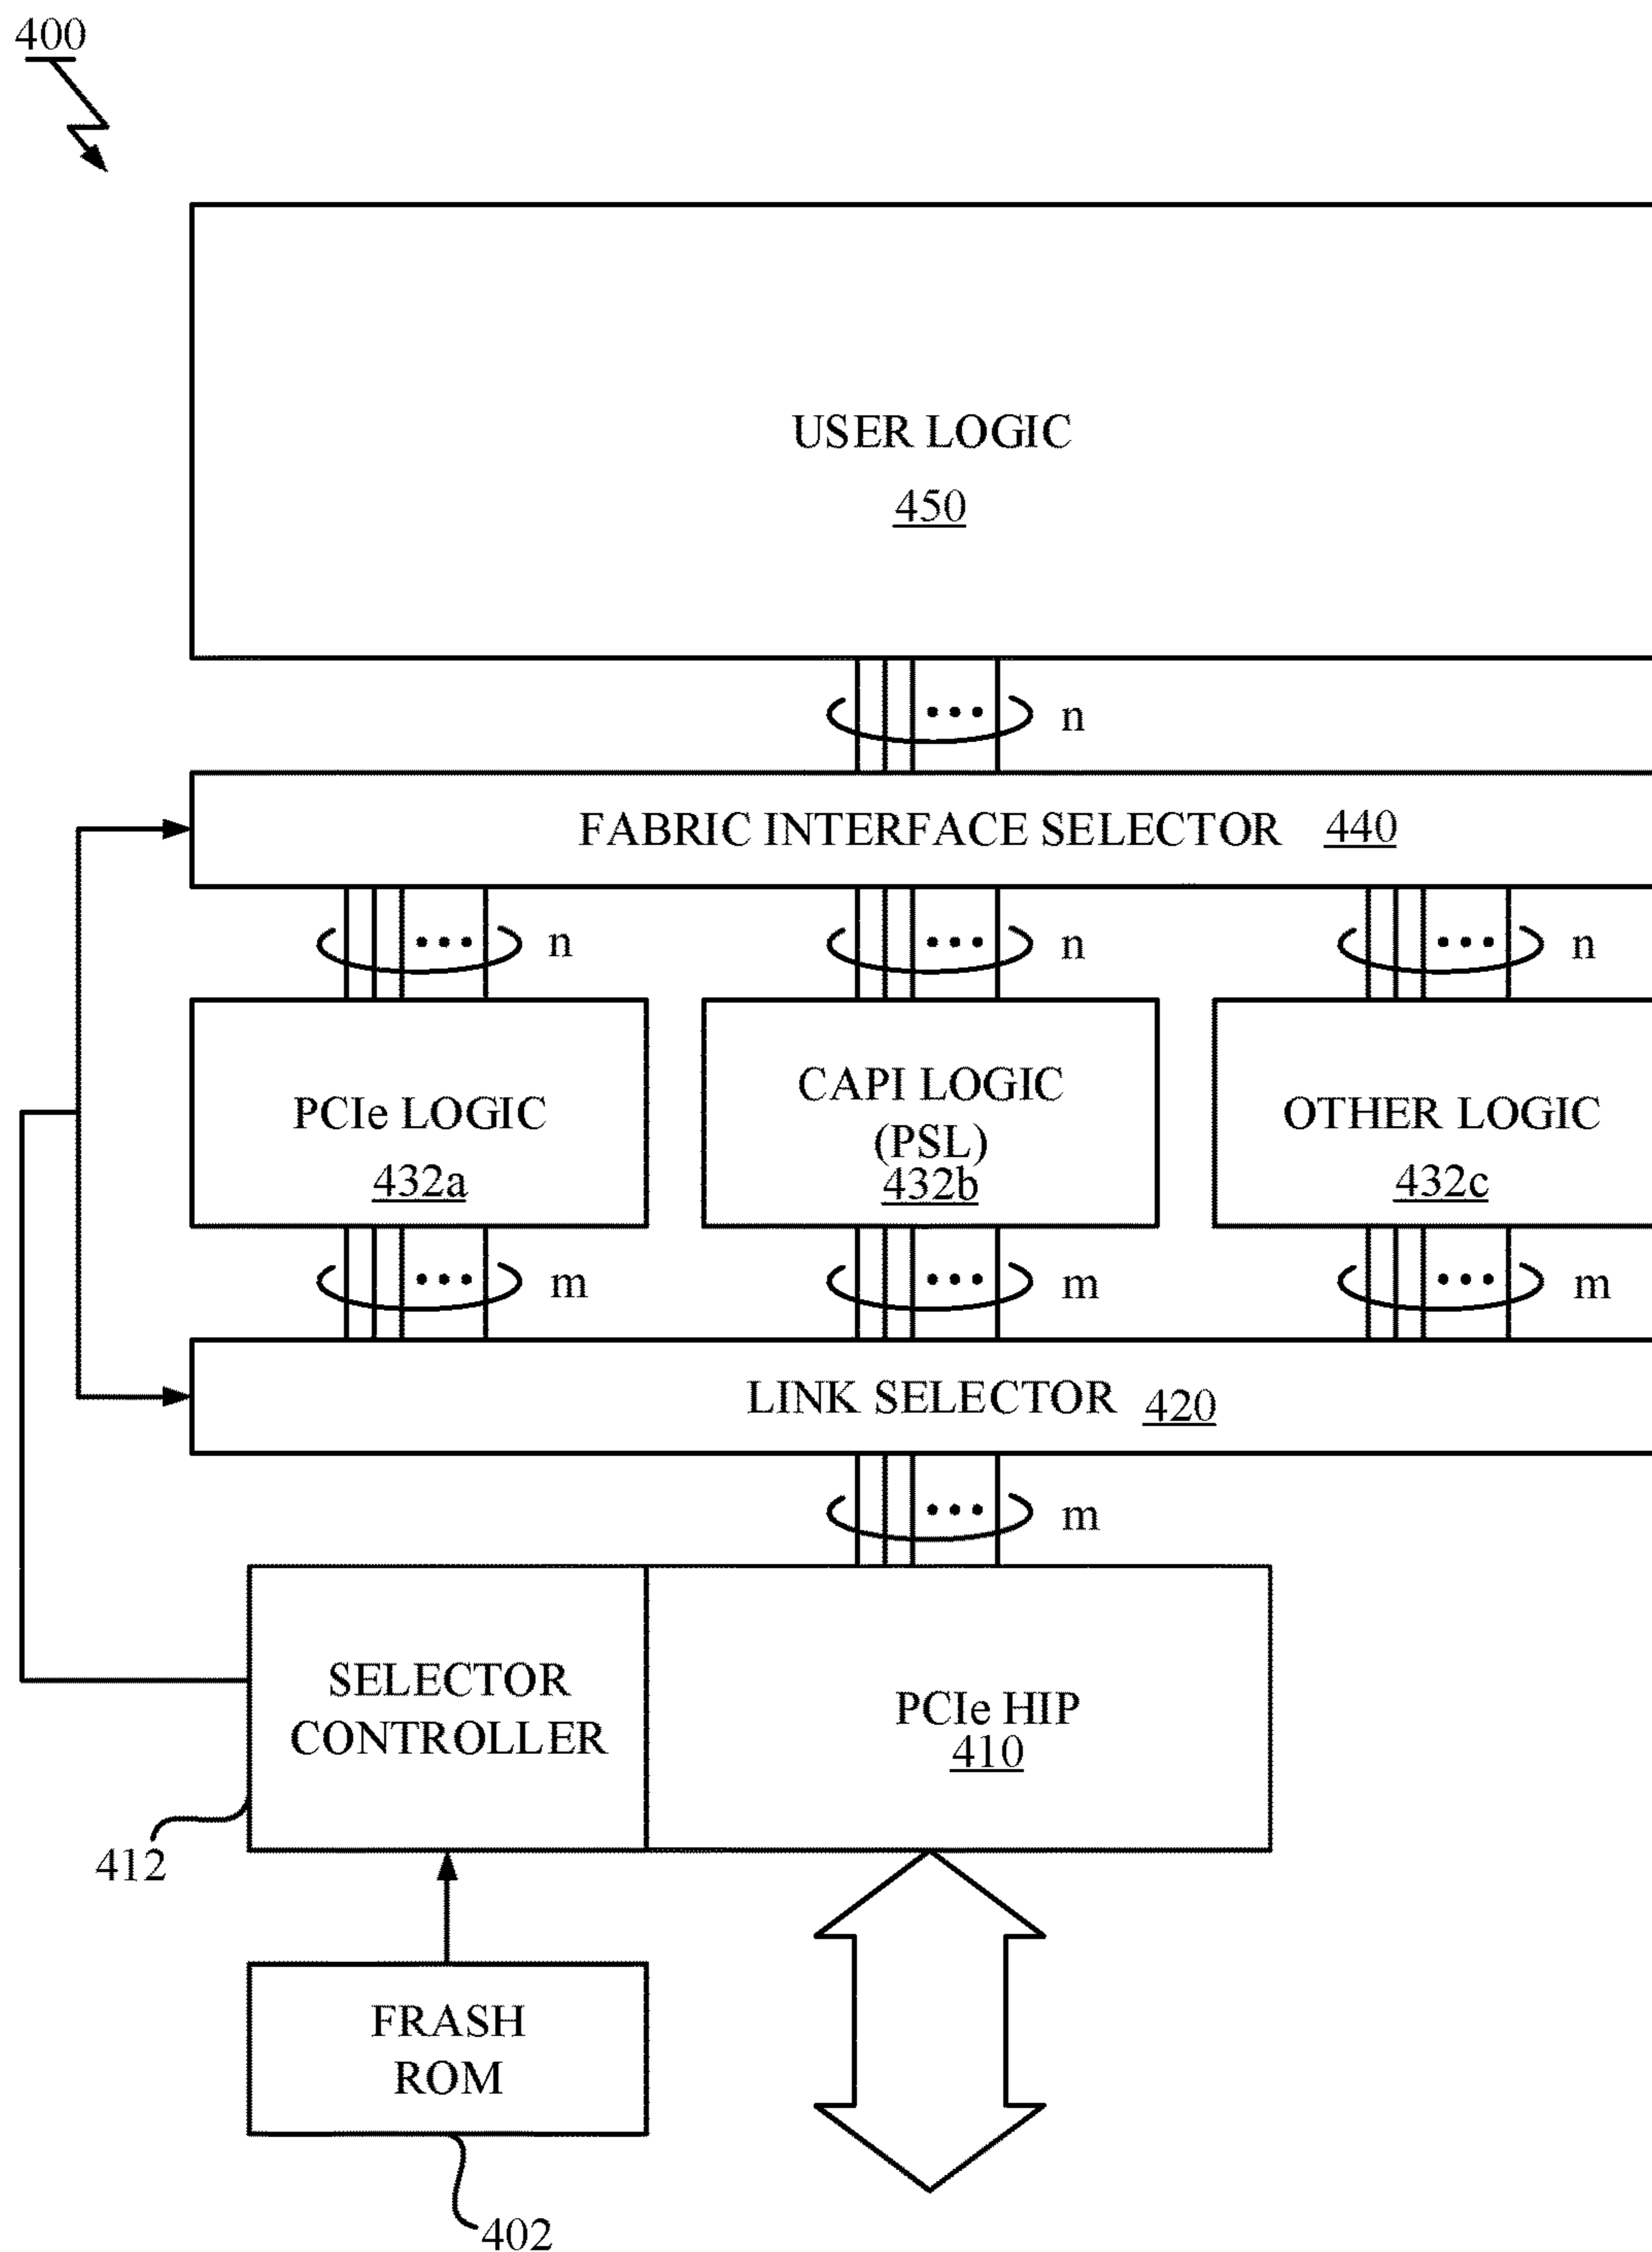 400
USER LOGIC
450
n
FABRIC INTERFACE SELECTOR 440
n n n
PCIe LOGIC
432a
CAPI LOGIC
(PSL)
432b
OTHER LOGIC
432c
m m m
LINK SELECTOR 420
m
SELECTOR
CONTROLLER
PCIe HIP
410
412
FRASH
ROM
402